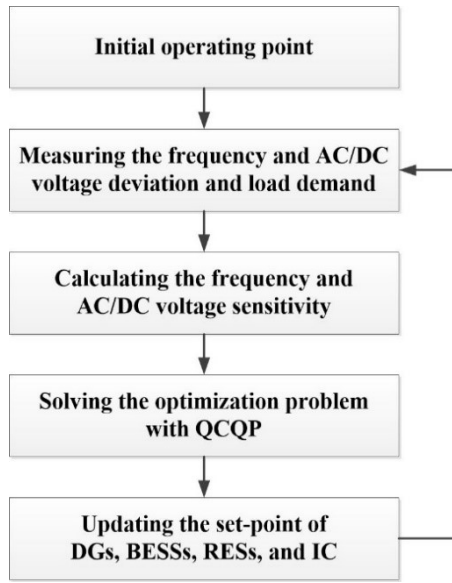 Initial operating point
Measuring the frequency and AC/DC
voltage deviation and load demand
Calculating the frequency and
AC/DC voltage sensitivity
Solving the optimization problem
with QCQP
Updating the set-point of
DGs, BESSs, RESs, and IC